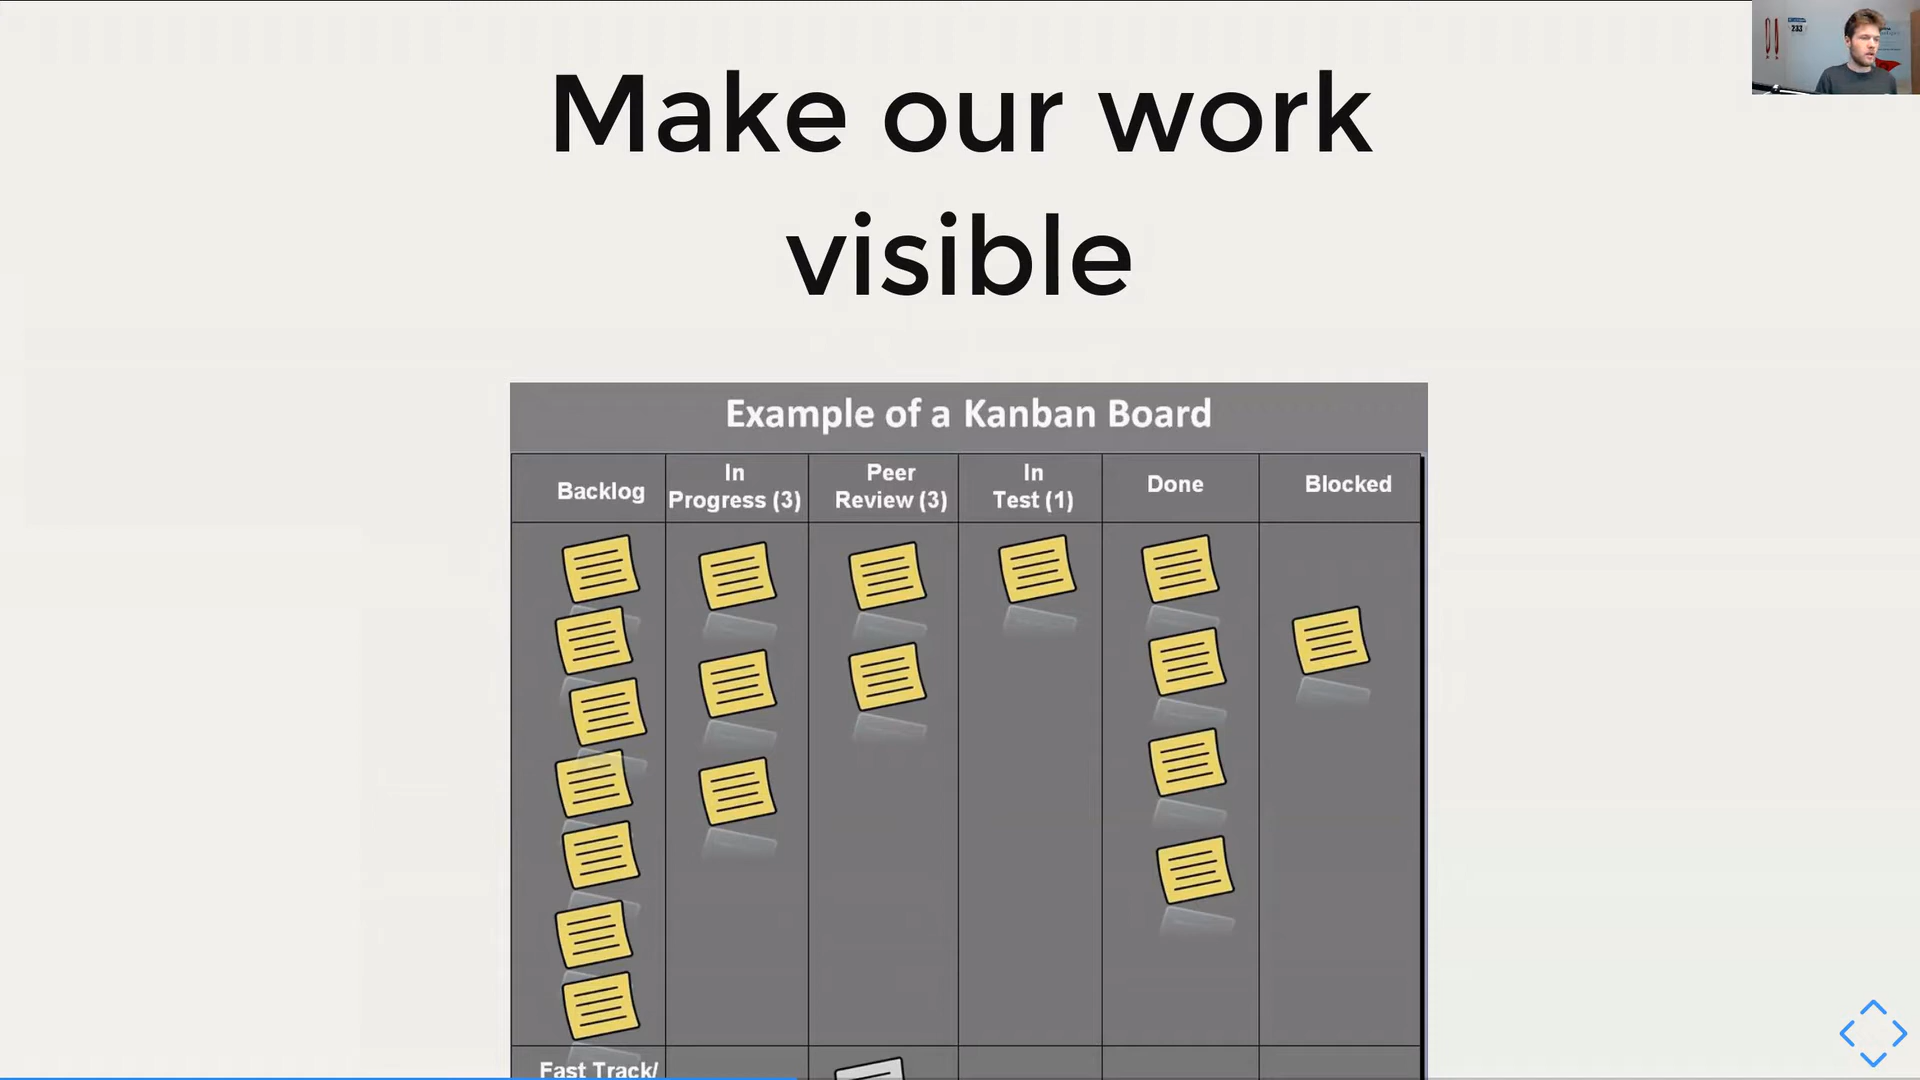 Make our work
visible
Example of a Kanban Board
Backlog
In
Progress (3)
Peer
Review (3)
In
Test (1)
Done
Blocked
Fast Track/
233